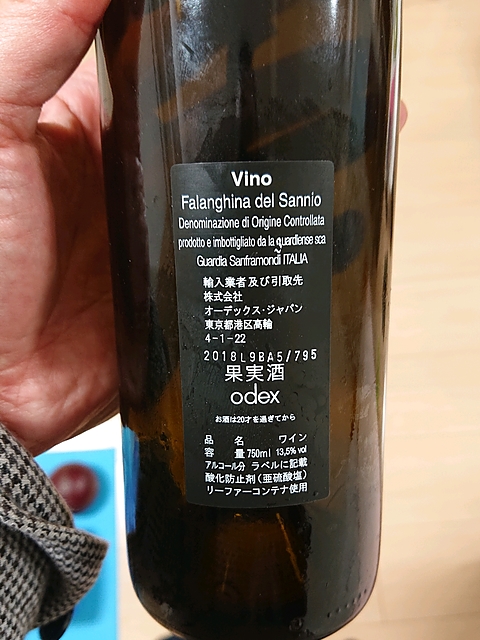 Vino
Falanghina del Sannio
Denominazione di Origine Controllata
prodotto e imbottigliato da la guardiense sca
Guardia Sanframondi ITALIA
輸入業者及び引取先
株式会社
オーデックス・ジャパン
東京都港区高輪
4-1-22
2018L9BA5/795
果実酒
odex
お酒は20才を過ぎてから
品 名 ワイン
容 量 750ml 13,5% vol
アルコール分 ラベルに記載
酸化防止剤(亜硫酸塩)
リーファーコンテナ使用